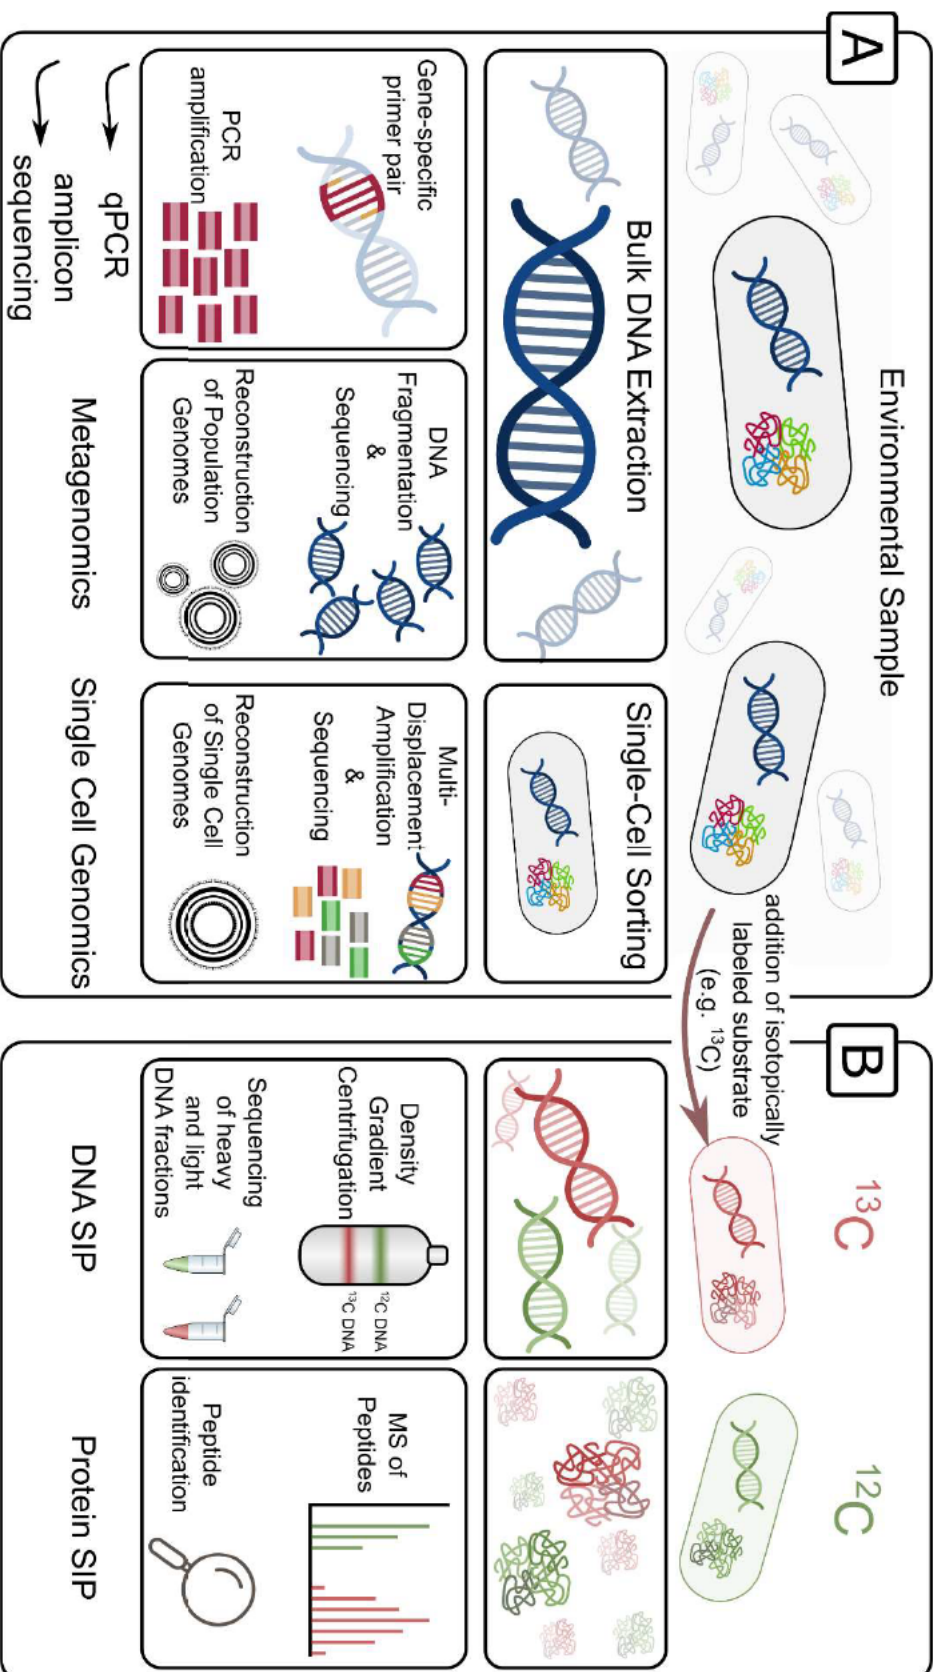 A
Environmental Sample
Bulk DNA Extraction
Single-Cell Sorting
Gene-specific
primer pair
PCR
amplification
qPCR
amplicon
sequencing
DNA
Fragmentation
&
Sequencing
Reconstruction
of Population
Genomes
Metagenomics
Multi-
Displacement
Amplification
&
Sequencing
Reconstruction
of Single Cell
Genomes
Single Cell Genomics
addition of isotopically
labeled substrate
(e.g. ¹³C)
B
¹³C
¹²C
Density
Gradient
Centrifugation
¹²C DNA
¹³C DNA
Sequencing
of heavy
and light
DNA fractions
DNA SIP
MS of
Peptides
Peptide
identification
Protein SIP